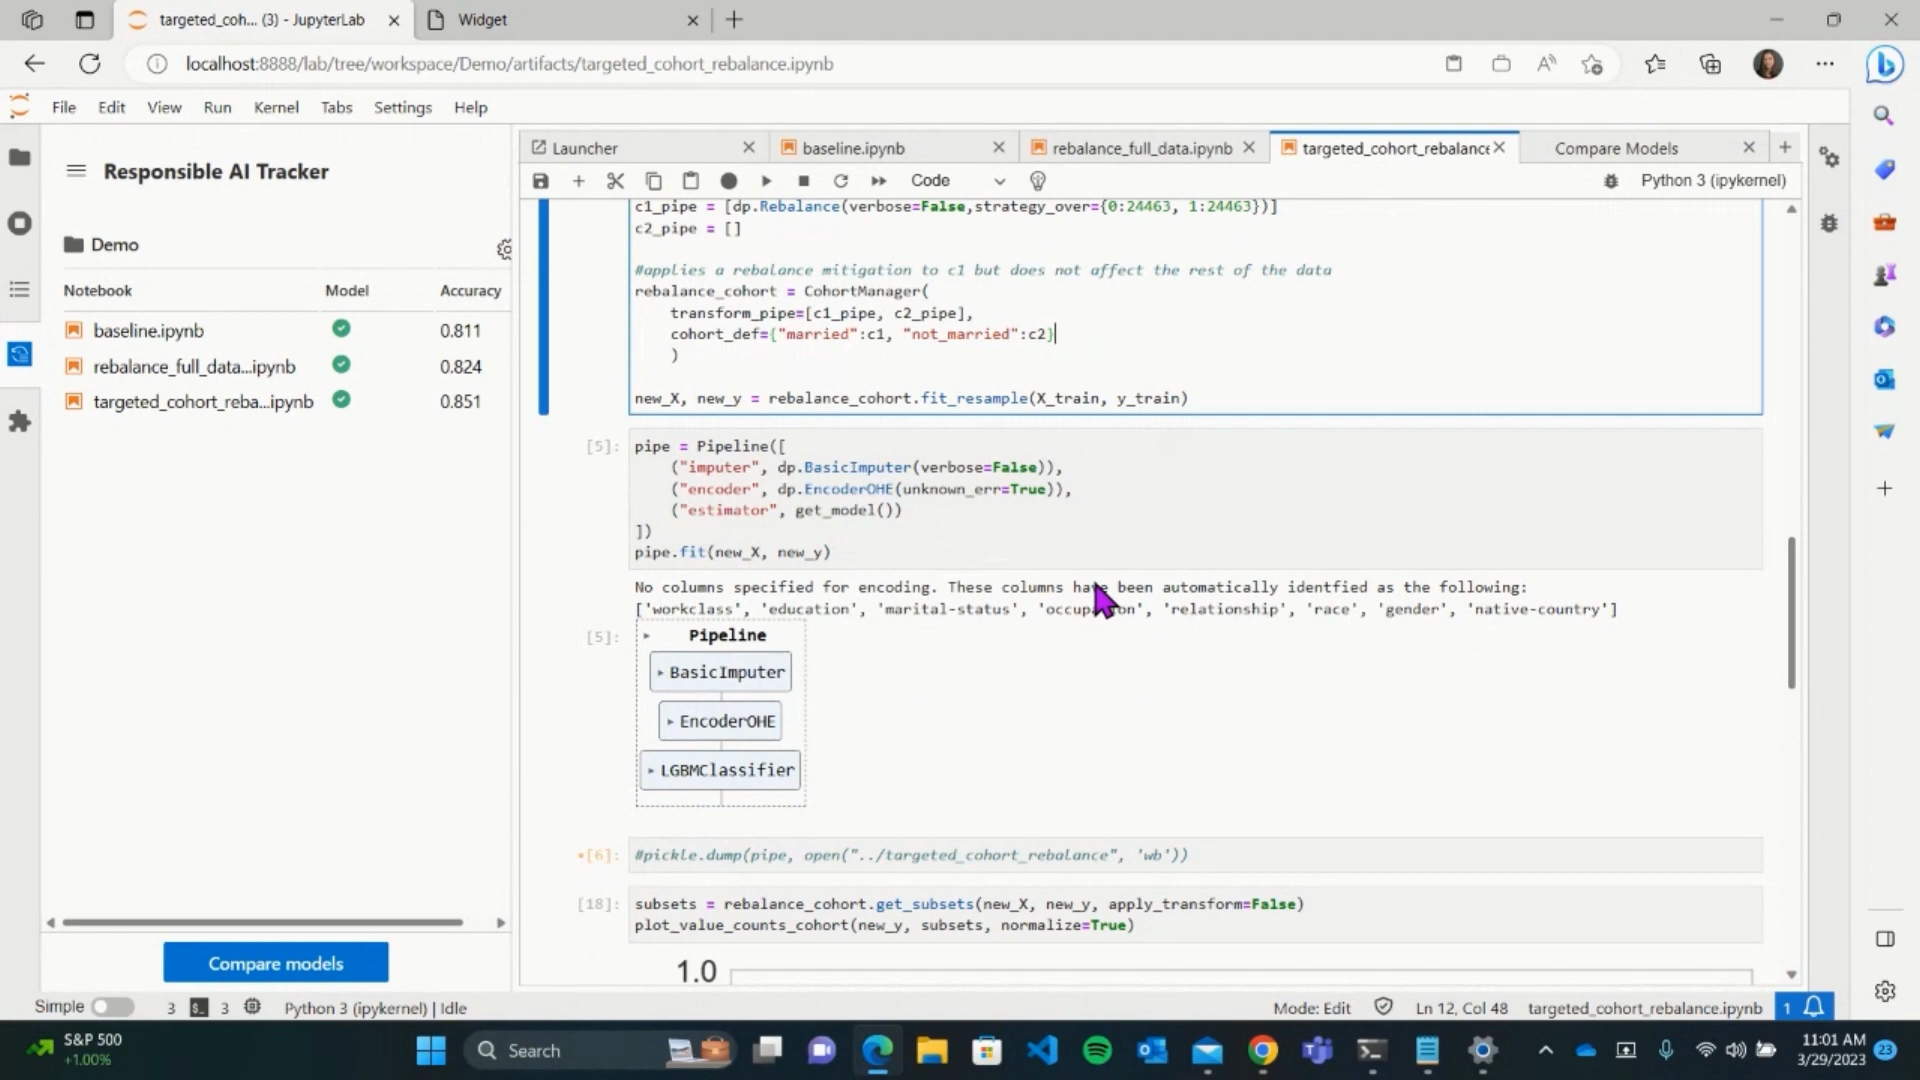 targeted_coh... (3) - JupyterLab
Widget
localhost:8888/lab/tree/workspace/Demo/artifacts/targeted_cohort_rebalance.ipynb
File Edit View Run Kernel Tabs Settings Help
Responsible AI Tracker
Demo
Notebook Model Accuracy
baseline.ipynb 0.811
rebalance_full_data...ipynb 0.824
targeted_cohort_reba...ipynb 0.851
Compare models
Launcher
baseline.ipynb
rebalance_full_data.ipynb
targeted_cohort_rebalance
Compare Models
Code
Python 3 (ipykernel)
c1_pipe = [dp.Rebalance(verbose=False,strategy_over={0:24463, 1:24463})]
c2_pipe = []
#applies a rebalance mitigation to c1 but does not affect the rest of the data
rebalance_cohort = CohortManager(
transform_pipe=[c1_pipe, c2_pipe],
cohort_def={"married":c1, "not_married":c2}
)
new_X, new_y = rebalance_cohort.fit_resample(X_train, y_train)
[5]: pipe = Pipeline([
("imputer", dp.BasicImputer(verbose=False)),
("encoder", dp.EncoderOHE(unknown_err=True)),
("estimator", get_model())
])
pipe.fit(new_X, new_y)
No columns specified for encoding. These columns have been automatically identfied as the following:
['workclass', 'education', 'marital-status', 'occupation', 'relationship', 'race', 'gender', 'native-country']
[5]: Pipeline
BasicImputer
EncoderOHE
LGBMClassifier
[6]: #pickle.dump(pipe, open("../targeted_cohort_rebalance", 'wb'))
[18]: subsets = rebalance_cohort.get_subsets(new_X, new_y, apply_transform=False)
plot_value_counts_cohort(new_y, subsets, normalize=True)
1.0
Simple 3 3 Python 3 (ipykernel) | Idle
Mode: Edit Ln 12, Col 48 targeted_cohort_rebalance.ipynb 1
S&P 500
+1.00%
Search
11:01 AM
3/29/2023
23